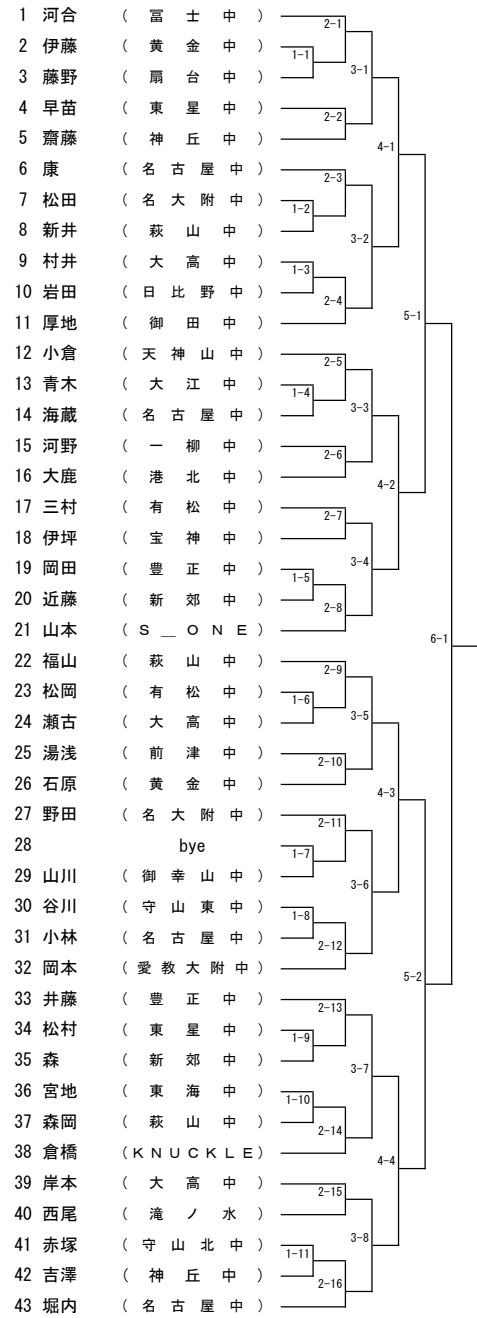 1 河合 ( 冨 士 中 )
2-1
2 伊藤 ( 黄 金 中 )
1-1
3 藤野 ( 扇 台 中 )
3-1
4 早苗 ( 東 星 中 )
2-2
5 齋藤 ( 神 丘 中 )
4-1
6 康 ( 名 古 屋 中 )
2-3
7 松田 ( 名 大 附 中 )
1-2
8 新井 ( 萩 山 中 )
3-2
9 村井 ( 大 高 中 )
1-3
10 岩田 ( 日 比 野 中 )
2-4
11 厚地 ( 御 田 中 )
5-1
12 小倉 ( 天 神 山 中 )
2-5
13 青木 ( 大 江 中 )
1-4
14 海蔵 ( 名 古 屋 中 )
3-3
15 河野 ( 一 柳 中 )
2-6
16 大鹿 ( 港 北 中 )
4-2
17 三村 ( 有 松 中 )
2-7
18 伊坪 ( 宝 神 中 )
3-4
19 岡田 ( 豊 正 中 )
1-5
20 近藤 ( 新 郊 中 )
2-8
21 山本 ( S _ O N E )
6-1
22 福山 ( 萩 山 中 )
2-9
23 松岡 ( 有 松 中 )
1-6
24 瀬古 ( 大 高 中 )
3-5
25 湯浅 ( 前 津 中 )
2-10
26 石原 ( 黄 金 中 )
4-3
27 野田 ( 名 大 附 中 )
2-11
28 bye
1-7
29 山川 ( 御 幸 山 中 )
3-6
30 谷川 ( 守 山 東 中 )
1-8
31 小林 ( 名 古 屋 中 )
2-12
32 岡本 ( 愛 教 大 附 中 )
5-2
33 井藤 ( 豊 正 中 )
2-13
34 松村 ( 東 星 中 )
1-9
35 森 ( 新 郊 中 )
3-7
36 宮地 ( 東 海 中 )
1-10
37 森岡 ( 萩 山 中 )
2-14
38 倉橋 ( K N U C K L E )
4-4
39 岸本 ( 大 高 中 )
2-15
40 西尾 ( 滝 ノ 水 )
3-8
41 赤塚 ( 守 山 北 中 )
1-11
42 吉澤 ( 神 丘 中 )
2-16
43 堀内 ( 名 古 屋 中 )